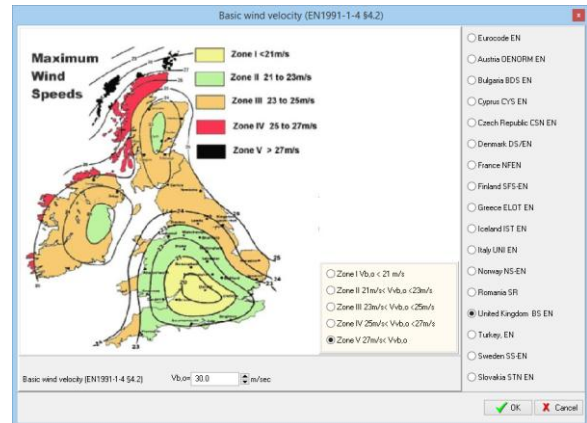 Basic wind velocity (EN1991-1-4 §4.2)
Maximum
Wind
Speeds
Zone I <21m/s
Zone II 21 to 23m/s
Zone III 23 to 25m/s
Zone IV 25 to 27m/s
Zone V > 27m/s
Zone I Vb,o < 21 m/s
Zone II 21m/s< Vvb,o <23m/s
Zone III 23m/s< Vvb,o <25m/s
Zone IV 25m/s< Vvb,o <27m/s
Zone V 27m/s< Vvb,o
Eurocode EN
Austria OENORM EN
Bulgaria BDS EN
Cyprus CYS EN
Czech Republic CSN EN
Denmark DS/EN
France NFEN
Finland SFS-EN
Greece ELOT EN
Iceland IST EN
Italy UNI EN
Norway NS-EN
Romania SR
United Kingdom BS EN
Turkey, EN
Sweden SS-EN
Slovakia STN EN
Basic wind velocity (EN1991-1-4 §4.2) Vb,o= 30.0 m/sec
OK Cancel